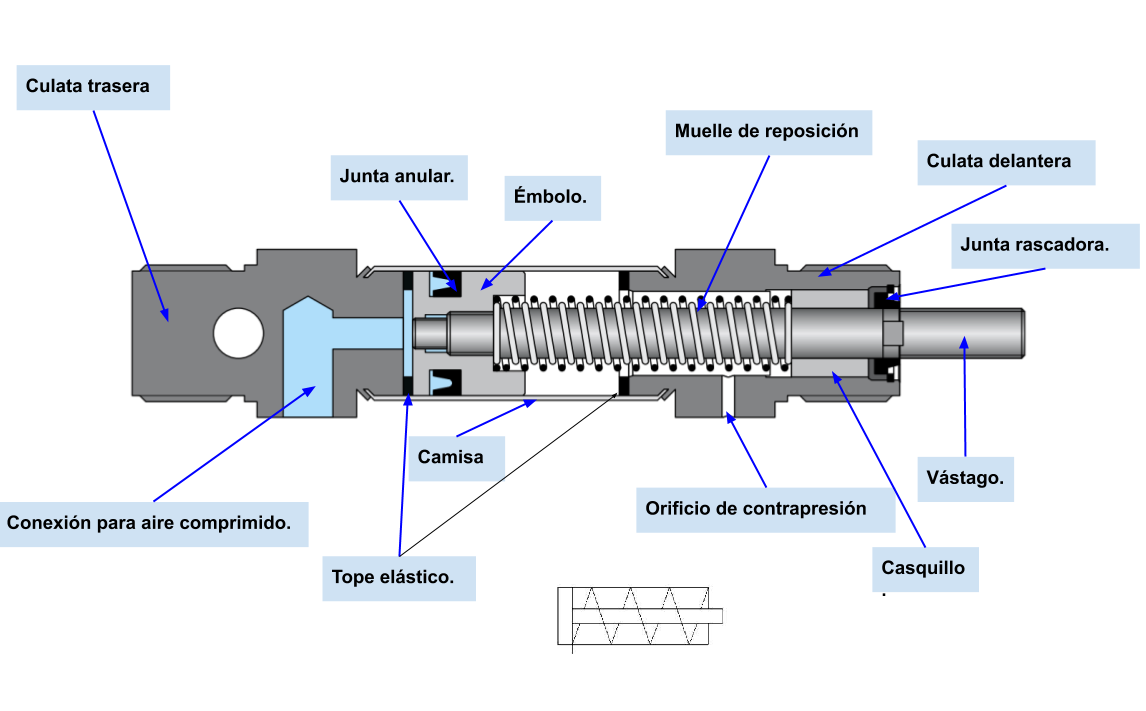 Culata trasera
Muelle de reposición
Culata delantera
Junta anular.
Émbolo.
Junta rascadora.
Camisa
Vástago.
Conexión para aire comprimido.
Orificio de contrapresión
Tope elástico.
Casquillo
.